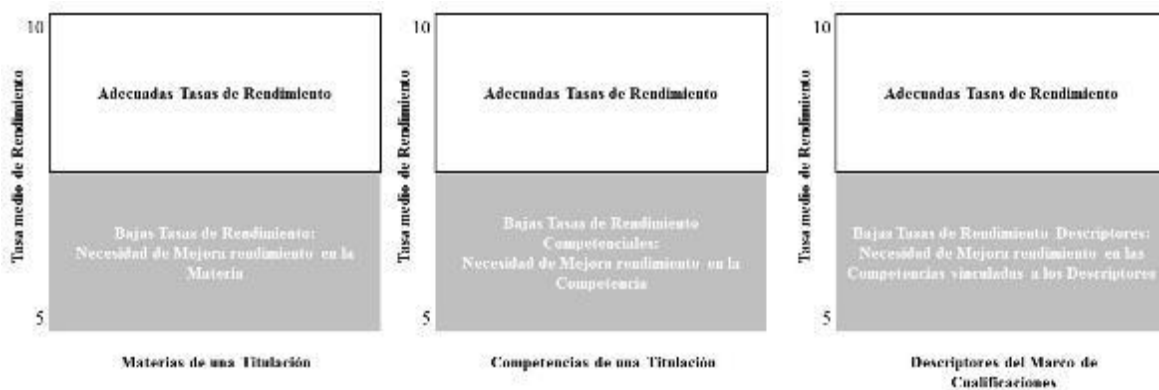 10
Tasa medio de Rendimiento
Adecuadas Tasas de Rendimiento
Bajas Tasas de Rendimiento:
Necesidad de Mejora rendimiento en la
Materia
5
Materias de una Titulación
10
Tasa medio de Rendimiento
Adecuadas Tasas de Rendimiento
Bajas Tasas de Rendimiento
Competenciales:
Necesidad de Mejora rendimiento en la
Competencia
5
Competencias de una Titulación
10
Tasa medio de Rendimiento
Adecuadas Tasas de Rendimiento
Bajas Tasas de Rendimiento Descriptores:
Necesidad de Mejora rendimiento en las
Competencias vinculadas a los Descriptores
5
Descriptores del Marco de
Cualificaciones